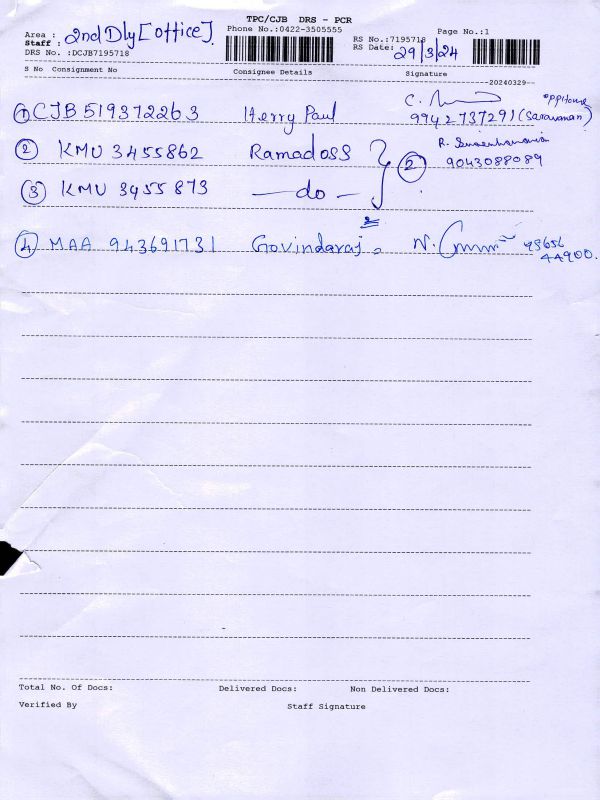 TPC/CJB DRS - PCR
Area : 2nd Dly [office].
Phone No.:0422-3505555
Page No.:1
Staff :
RS No.:7195718
DRS No. :DCJB7195718
RS Date: 29/3/24
S No Consignment No Consignee Details Signature
20240329
① CJB 519372263 Herry Paul C. opp Home
9942737291 (Saravanan)
② KMU 3455862 Ramadoss } ② R.
9043088089
③ KMU 3455873 — do —
④ MAA 943691731 Govindaraj N. 98656
44900.
Total No. Of Docs: Delivered Docs: Non Delivered Docs:
Verified By Staff Signature